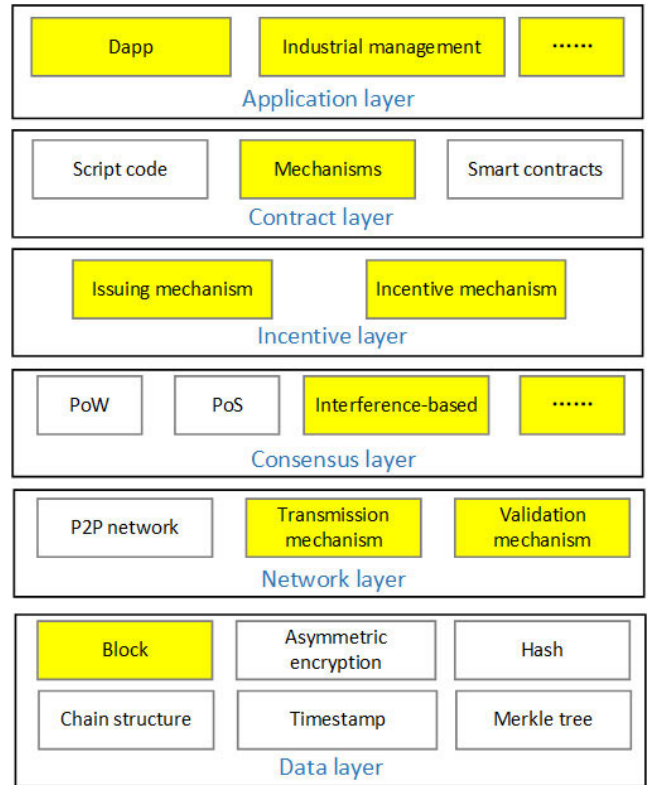 Dapp
Industrial management
······
Application layer
Script code
Mechanisms
Smart contracts
Contract layer
Issuing mechanism
Incentive mechanism
Incentive layer
PoW
PoS
Interference-based
······
Consensus layer
P2P network
Transmission
mechanism
Validation
mechanism
Network layer
Block
Asymmetric
encryption
Hash
Chain structure
Timestamp
Merkle tree
Data layer